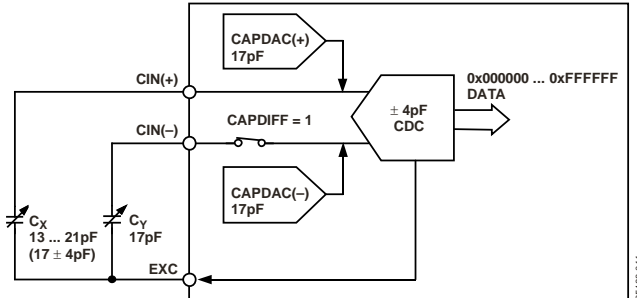 CAPDAC(+)
17pF
CIN(+)
0x000000 ... 0xFFFFFF
DATA
CAPDIFF = 1
± 4pF
CDC
CIN(–)
CAPDAC(–)
17pF
CX
13 ... 21pF
(17 ± 4pF)
CY
17pF
EXC